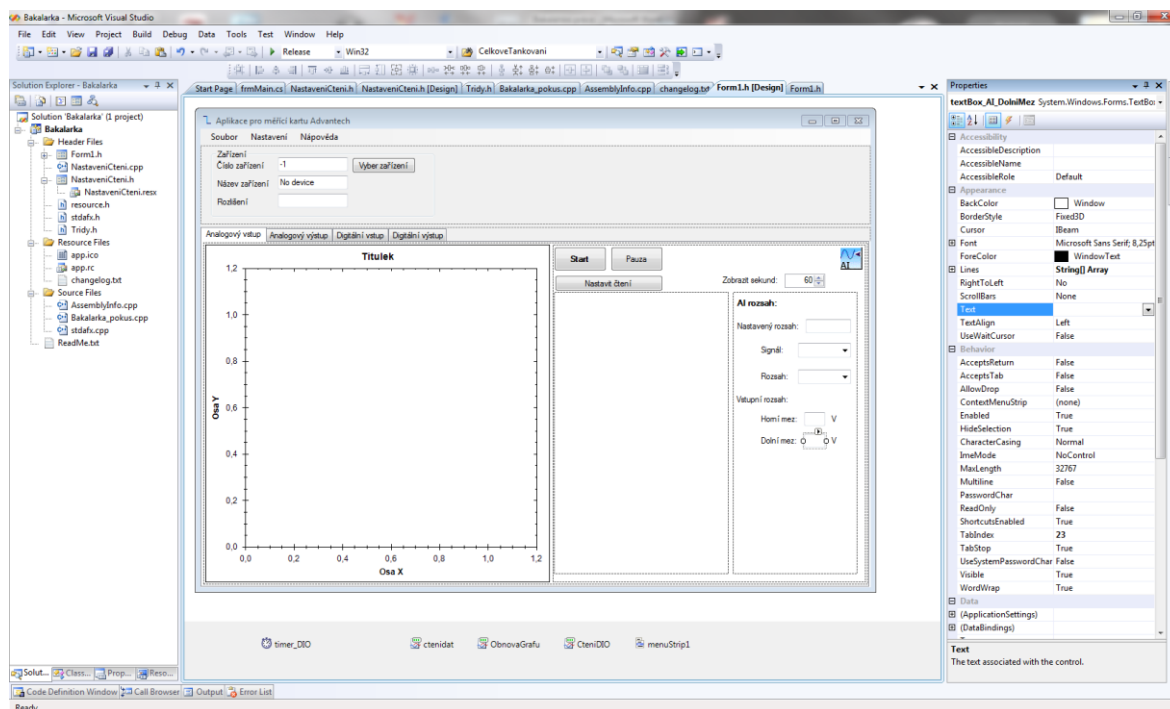 Bakalarka - Microsoft Visual Studio
File Edit View Project Build Debug Data Tools Test Window Help
Release Win32 CelkoveTankovani
Solution Explorer - Bakalarka
Solution 'Bakalarka' (1 project)
Bakalarka
Header Files
Form1.h
NastaveniCteni.cpp
NastaveniCteni.h
NastaveniCteni.resx
resource.h
stdafx.h
Tridy.h
Resource Files
app.ico
app.rc
changelog.txt
Source Files
AssemblyInfo.cpp
Bakalarka_pokus.cpp
stdafx.cpp
ReadMe.txt
Solut... Class... Prop... Reso...
Start Page frmMain.cs NastaveniCteni.h NastaveniCteni.h [Design] Tridy.h Bakalarka_pokus.cpp AssemblyInfo.cpp changelog.txt Form1.h [Design] Form1.h
Aplikace pro měřící kartu Advantech
Soubor Nastavení Nápověda
Zařízení
Číslo zařízení -1 Vyber zařízení
Název zařízení No device
Rozlišení
Analogový vstup Analogový výstup Digitální vstup Digitální výstup
Titulek
1,2
1,0
0,8
0,6
0,4
0,2
0,0
Osa Y
0,0 0,2 0,4 0,6 0,8 1,0 1,2
Osa X
Start Pauza
AI
Nastavit čtení
Zobrazit sekund: 60
AI rozsah:
Nastavený rozsah:
Signál:
Rozsah:
Vstupní rozsah:
Horní mez: V
Dolní mez: V
timer_DIO ctenidat ObnovaGrafu CteniDIO menuStrip1
Properties
textBox_AI_DolniMez System.Windows.Forms.TextBo
Accessibility
AccessibleDescription
AccessibleName
AccessibleRole Default
Appearance
BackColor Window
BorderStyle Fixed3D
Cursor IBeam
Font Microsoft Sans Serif; 8,25pt
ForeColor WindowText
Lines String[] Array
RightToLeft No
ScrollBars None
Text
TextAlign Left
UseWaitCursor False
Behavior
AcceptsReturn False
AcceptsTab False
AllowDrop False
ContextMenuStrip (none)
Enabled True
HideSelection True
CharacterCasing Normal
ImeMode NoControl
MaxLength 32767
Multiline False
PasswordChar
ReadOnly False
ShortcutsEnabled True
TabIndex 23
TabStop True
UseSystemPasswordChar False
Visible True
WordWrap True
Data
(ApplicationSettings)
(DataBindings)
Text
The text associated with the control.
Code Definition Window Call Browser Output Error List
Ready